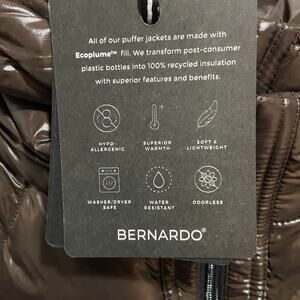 All of our puffer jackets are made with
Ecoplume™ fill. We transform post-consumer
plastic bottles into 100% recycled insulation
with superior features and benefits.
HYPO-
ALLERGENIC
SUPERIOR
WARMTH
SOFT &
LIGHTWEIGHT
WASHER/DRYER
SAFE
WATER
RESISTANT
ODORLESS
BERNARDO®